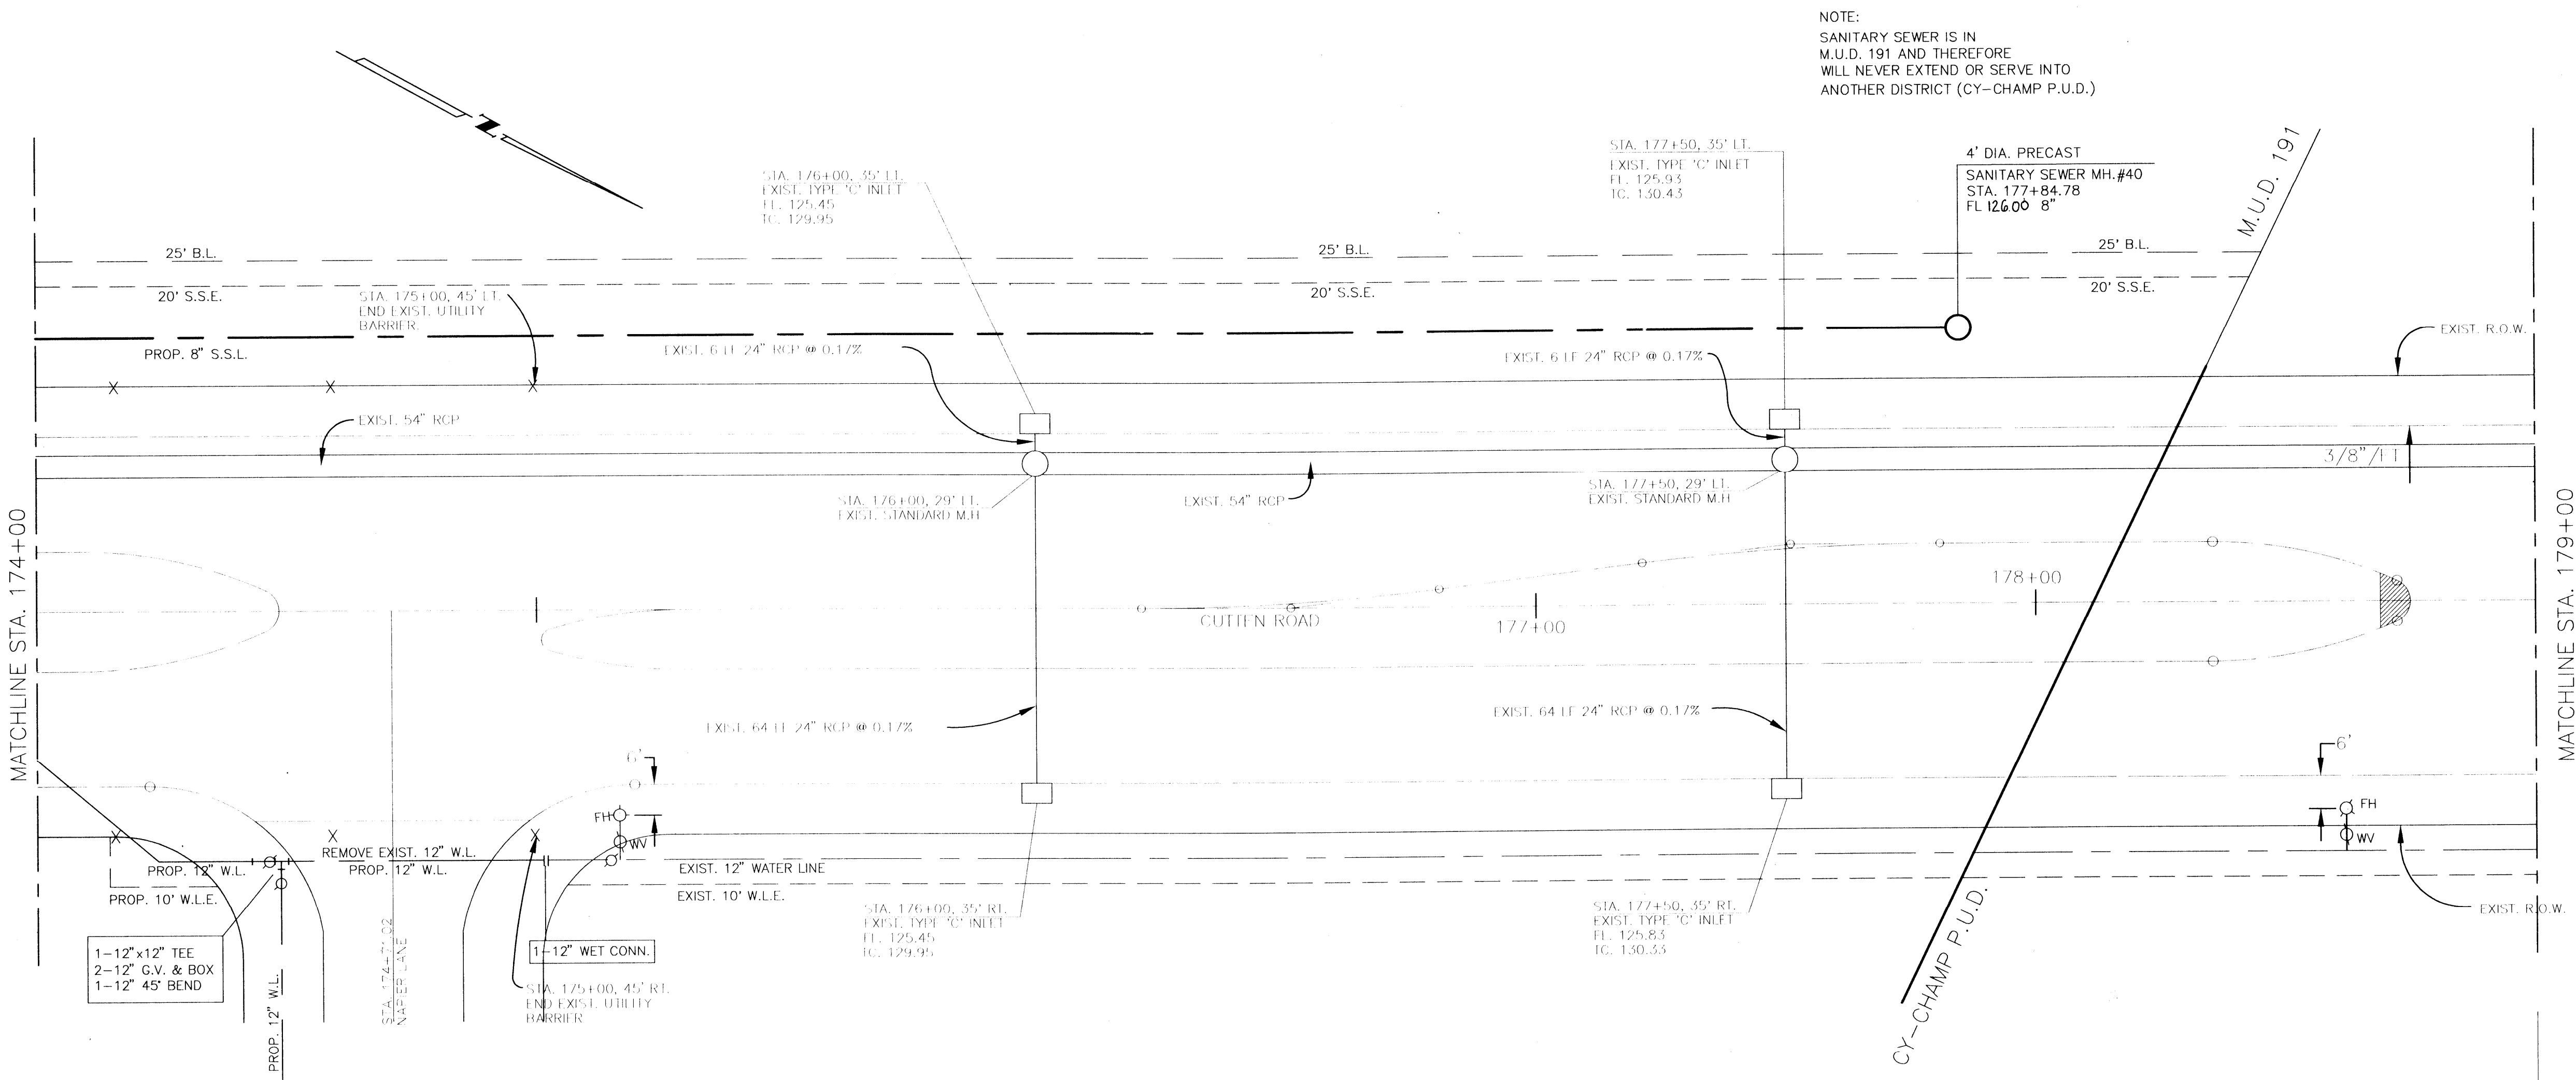 NOTE:
SANITARY SEWER IS IN
M.U.D. 191 AND THEREFORE
WILL NEVER EXTEND OR SERVE INTO
ANOTHER DISTRICT (CY-CHAMP P.U.D.)
N
STA. 176+00, 35' LT.
EXIST. TYPE 'C' INLET
FL. 125.45
TC. 129.95
STA. 177+50, 35' LT.
EXIST. TYPE 'C' INLET
FL. 125.93
TC. 130.43
4' DIA. PRECAST
SANITARY SEWER MH.#40
STA. 177+84.78
FL 126.00 8"
M.U.D. 191
25' B.L.
25' B.L.
25' B.L.
20' S.S.E.
20' S.S.E.
20' S.S.E.
STA. 175+00, 45' LT.
END EXIST. UTILITY
BARRIER.
PROP. 8" S.S.L.
EXIST. 6 LF 24" RCP @ 0.17%
EXIST. 6 LF 24" RCP @ 0.17%
EXIST. R.O.W.
EXIST. 54" RCP
3/8"/FT
STA. 176+00, 29' LT.
EXIST. STANDARD M.H
EXIST. 54" RCP
STA. 177+50, 29' LT.
EXIST. STANDARD M.H
MATCHLINE STA. 174+00
MATCHLINE STA. 179+00
CUTTEN ROAD
177+00
178+00
EXIST. 64 LF 24" RCP @ 0.17%
EXIST. 64 LF 24" RCP @ 0.17%
6'
6'
FH
WV
FH
WV
REMOVE EXIST. 12" W.L.
PROP. 12" W.L.
PROP. 12" W.L.
EXIST. 12" WATER LINE
PROP. 10' W.L.E.
EXIST. 10' W.L.E.
STA. 176+00, 35' RT.
EXIST. TYPE 'C' INLET
FL. 125.45
TC. 129.95
STA. 177+50, 35' RT.
EXIST. TYPE 'C' INLET
FL. 125.83
TC. 130.33
EXIST. R.O.W.
1-12"x12" TEE
2-12" G.V. & BOX
1-12" 45° BEND
1-12" WET CONN.
STA. 175+00, 45' RT.
END EXIST. UTILITY
BARRIER
PROP. 12" W.L.
STA. 174+71.02
NAPIER LANE
CY-CHAMP P.U.D.